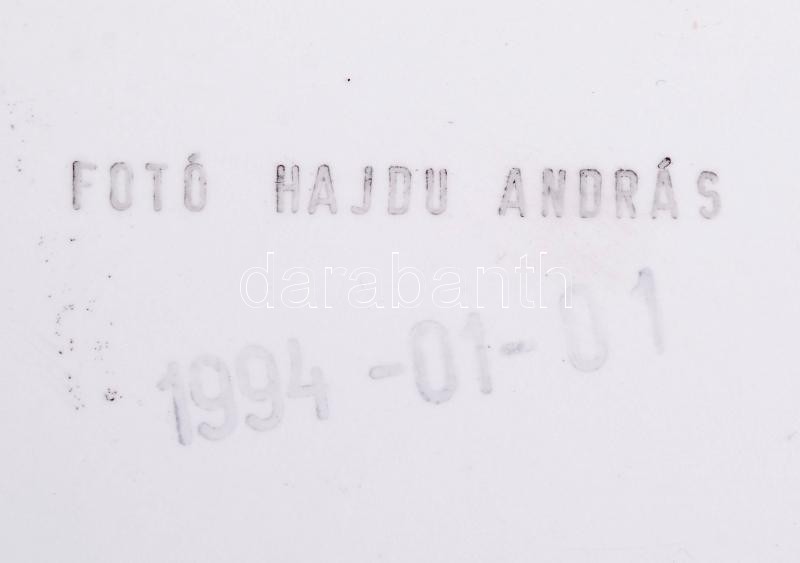 FOTÓ HAJDU ANDRÁS
darabanth
1994-01-01